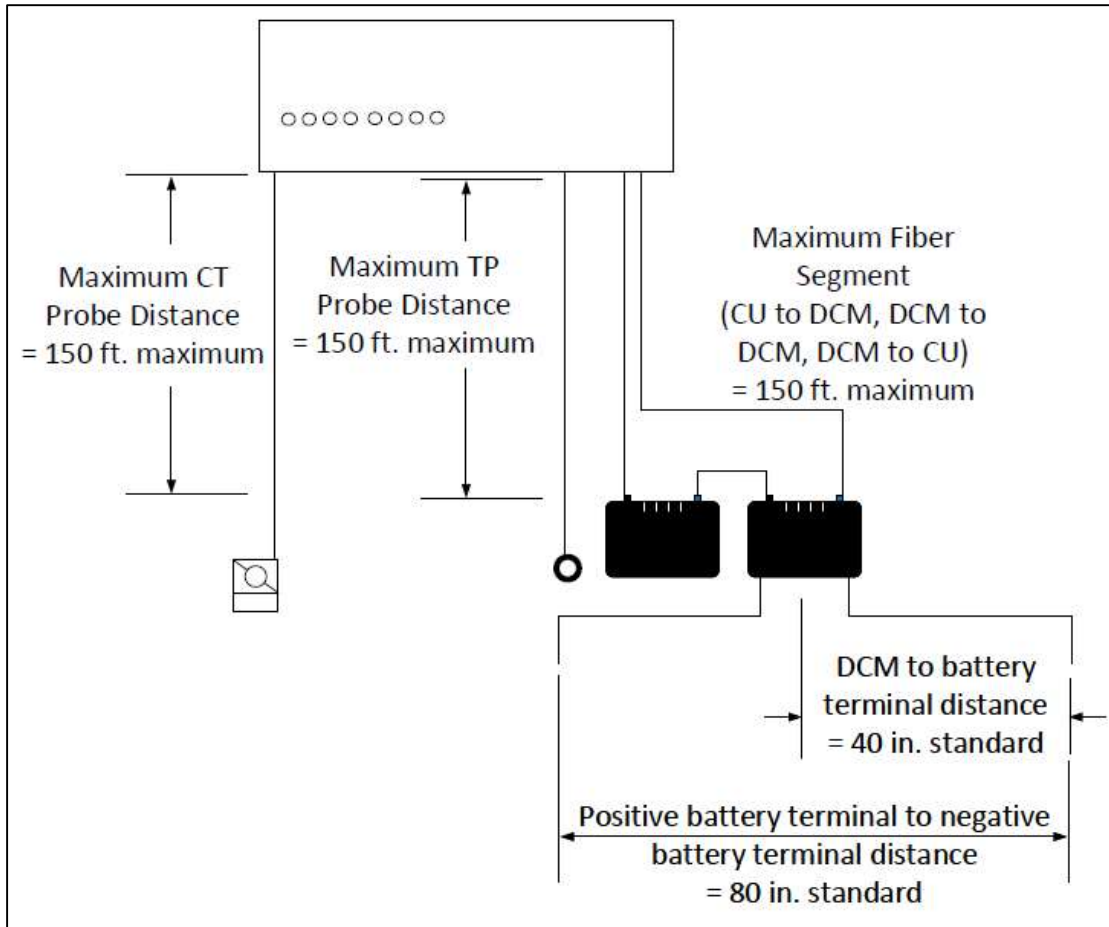 Maximum CT
Probe Distance
= 150 ft. maximum
Maximum TP
Probe Distance
= 150 ft. maximum
Maximum Fiber
Segment
(CU to DCM, DCM to
DCM, DCM to CU)
= 150 ft. maximum
DCM to battery
terminal distance
= 40 in. standard
Positive battery terminal to negative
battery terminal distance
= 80 in. standard